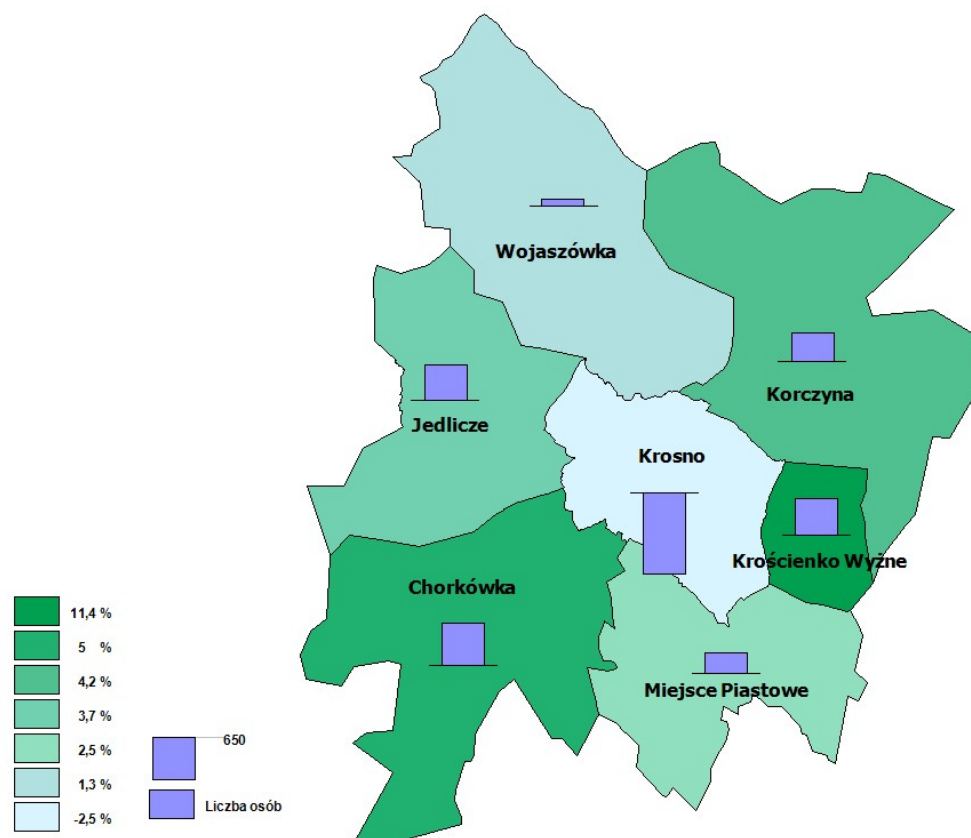 Wojaszówka
Korczyna
Jedlicze
Krosno
Krościenko Wyżne
Chorkówka
Miejsce Piastowe
11,4 %
5 %
4,2 %
3,7 %
2,5 %
1,3 %
-2,5 %
650
Liczba osób